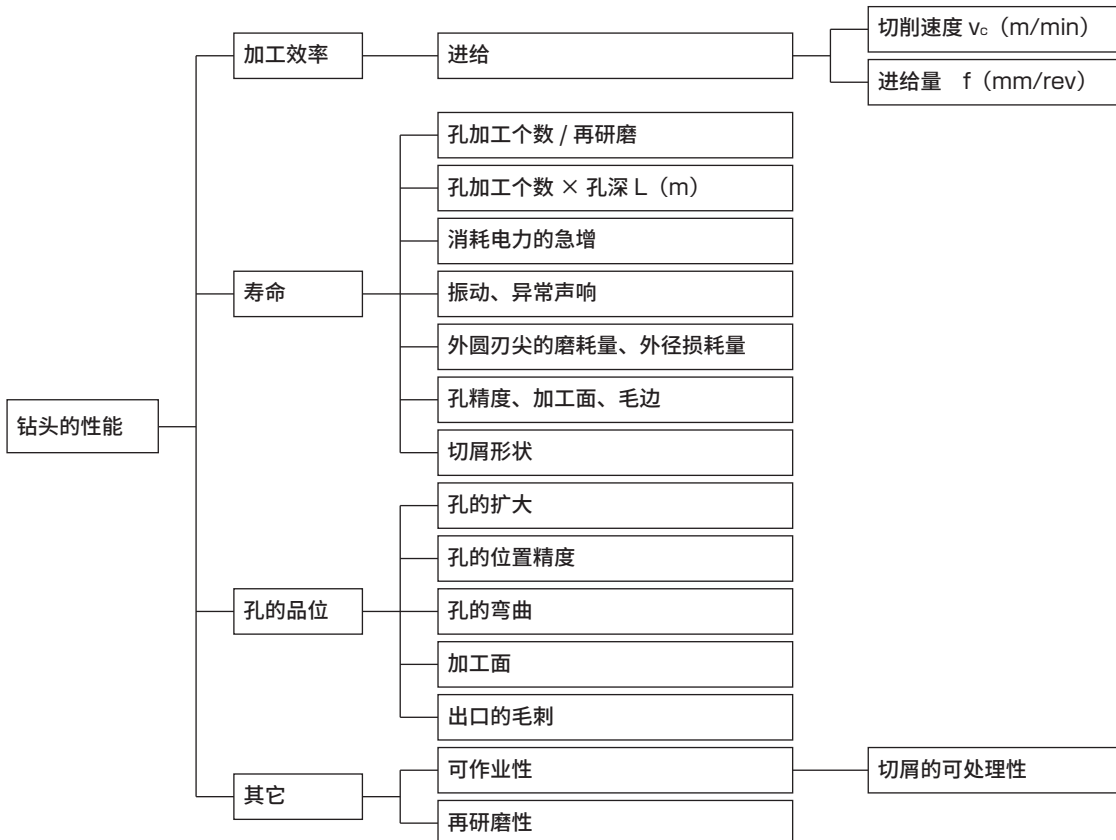 钻头的性能
加工效率
进给
切削速度 vc（m/min）
进给量　f（mm/rev）
寿命
孔加工个数 / 再研磨
孔加工个数 × 孔深 L（m）
消耗电力的急增
振动、异常声响
外圆刃尖的磨耗量、外径损耗量
孔精度、加工面、毛边
切屑形状
孔的品位
孔的扩大
孔的位置精度
孔的弯曲
加工面
出口的毛刺
其它
可作业性
切屑的可处理性
再研磨性